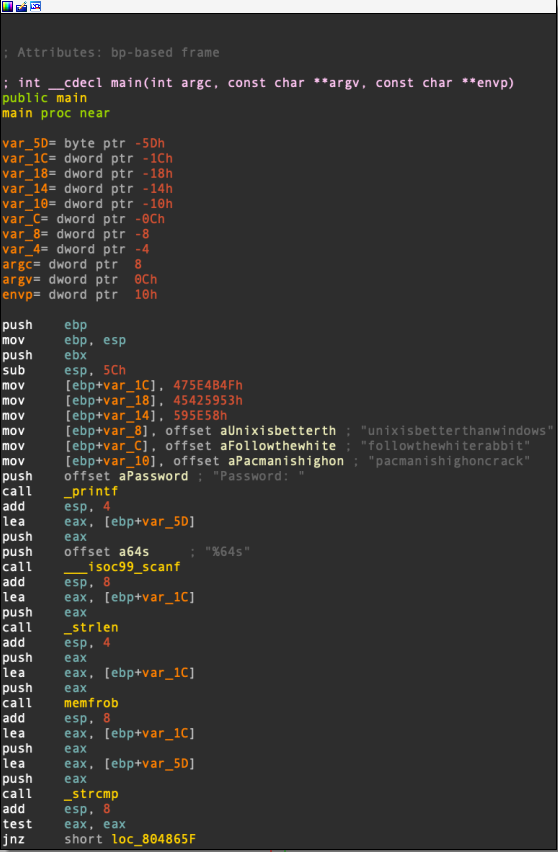 ; Attributes: bp-based frame
; int __cdecl main(int argc, const char **argv, const char **envp)
public main
main proc near
var_5D= byte ptr -5Dh
var_1C= dword ptr -1Ch
var_18= dword ptr -18h
var_14= dword ptr -14h
var_10= dword ptr -10h
var_C= dword ptr -0Ch
var_8= dword ptr -8
var_4= dword ptr -4
argc= dword ptr  8
argv= dword ptr  0Ch
envp= dword ptr  10h
push    ebp
mov     ebp, esp
push    ebx
sub     esp, 5Ch
mov     [ebp+var_1C], 475E4B4Fh
mov     [ebp+var_18], 45425953h
mov     [ebp+var_14], 595E58h
mov     [ebp+var_8], offset aUnixisbetterth ; "unixisbetterthanwindows"
mov     [ebp+var_C], offset aFollowthewhite ; "followthewhiterabbit"
mov     [ebp+var_10], offset aPacmanishighon ; "pacmanishighoncrack"
push    offset aPassword ; "Password: "
call    _printf
add     esp, 4
lea     eax, [ebp+var_5D]
push    eax
push    offset a64s     ; "%64s"
call    ___isoc99_scanf
add     esp, 8
lea     eax, [ebp+var_1C]
push    eax
call    _strlen
add     esp, 4
push    eax
lea     eax, [ebp+var_1C]
push    eax
call    memfrob
add     esp, 8
lea     eax, [ebp+var_1C]
push    eax
lea     eax, [ebp+var_5D]
push    eax
call    _strcmp
add     esp, 8
test    eax, eax
jnz     short loc_804865F